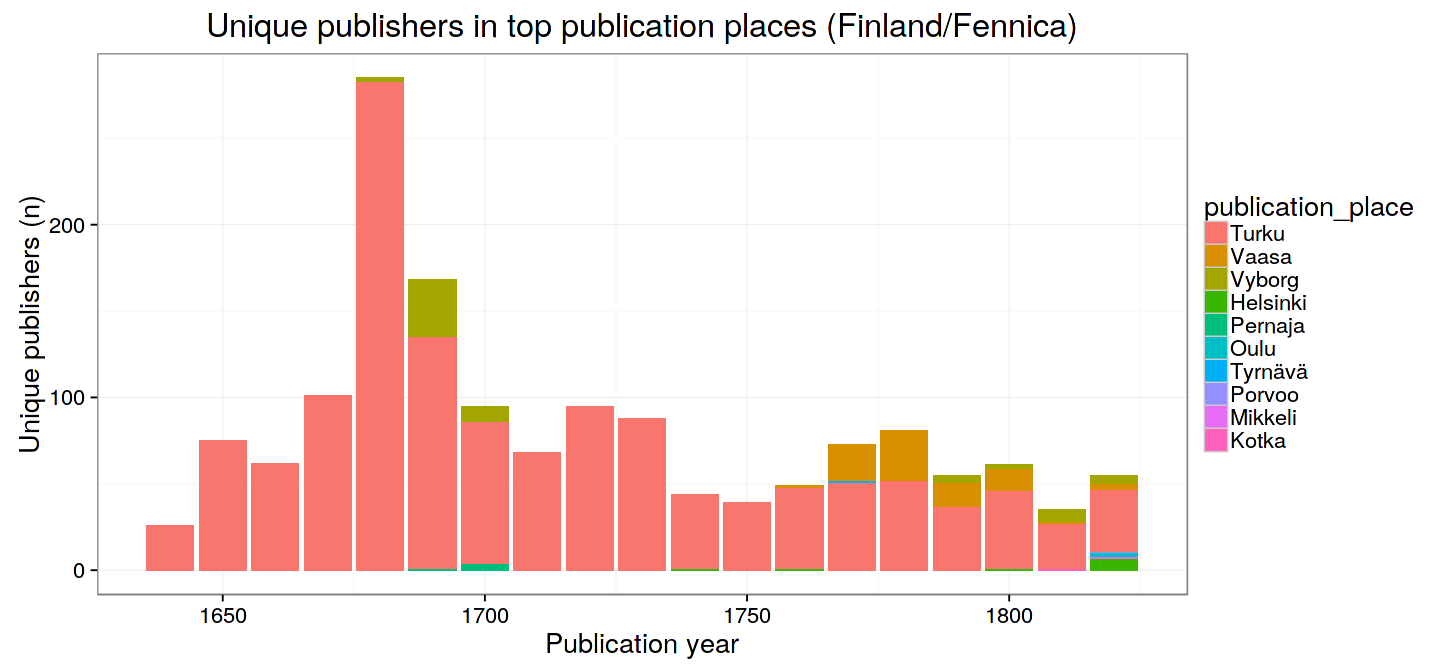 Unique publishers in top publication places (Finland/Fennica)
Unique publishers (n)
200
100
0
1650
1700
1750
1800
Publication year
publication_place
Turku
Vaasa
Vyborg
Helsinki
Pernaja
Oulu
Tyrnävä
Porvoo
Mikkeli
Kotka